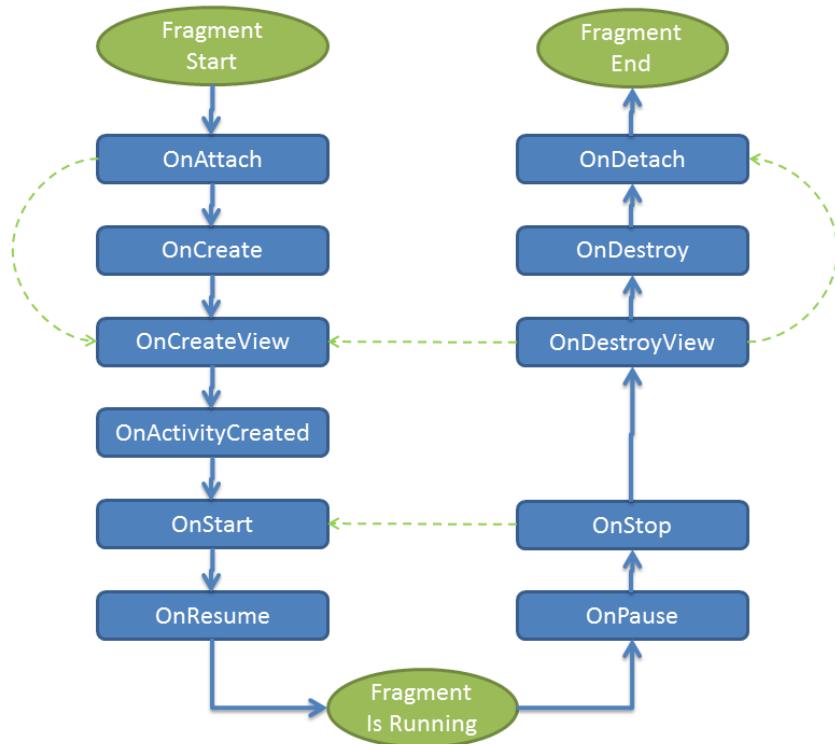 Fragment
Start
OnAttach
OnCreate
OnCreateView
OnActivityCreated
OnStart
OnResume
Fragment
Is Running
OnPause
OnStop
OnDestroyView
OnDestroy
OnDetach
Fragment
End